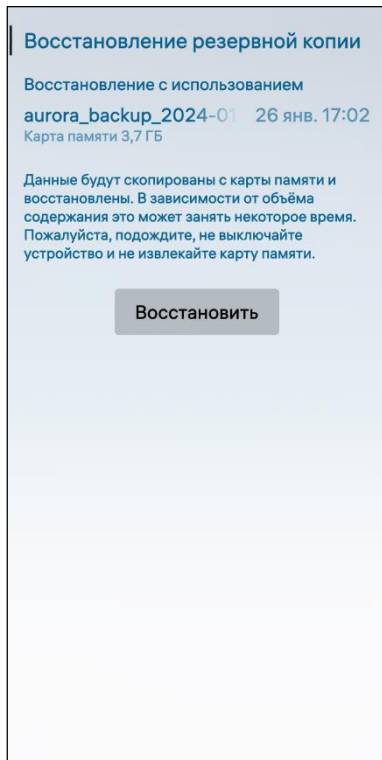 Восстановление резервной копии
Восстановление с использованием
aurora_backup_2024-01 26 янв. 17:02
Карта памяти 3,7 ГБ
Данные будут скопированы с карты памяти и
восстановлены. В зависимости от объёма
содержания это может занять некоторое время.
Пожалуйста, подождите, не выключайте
устройство и не извлекайте карту памяти.
Восстановить